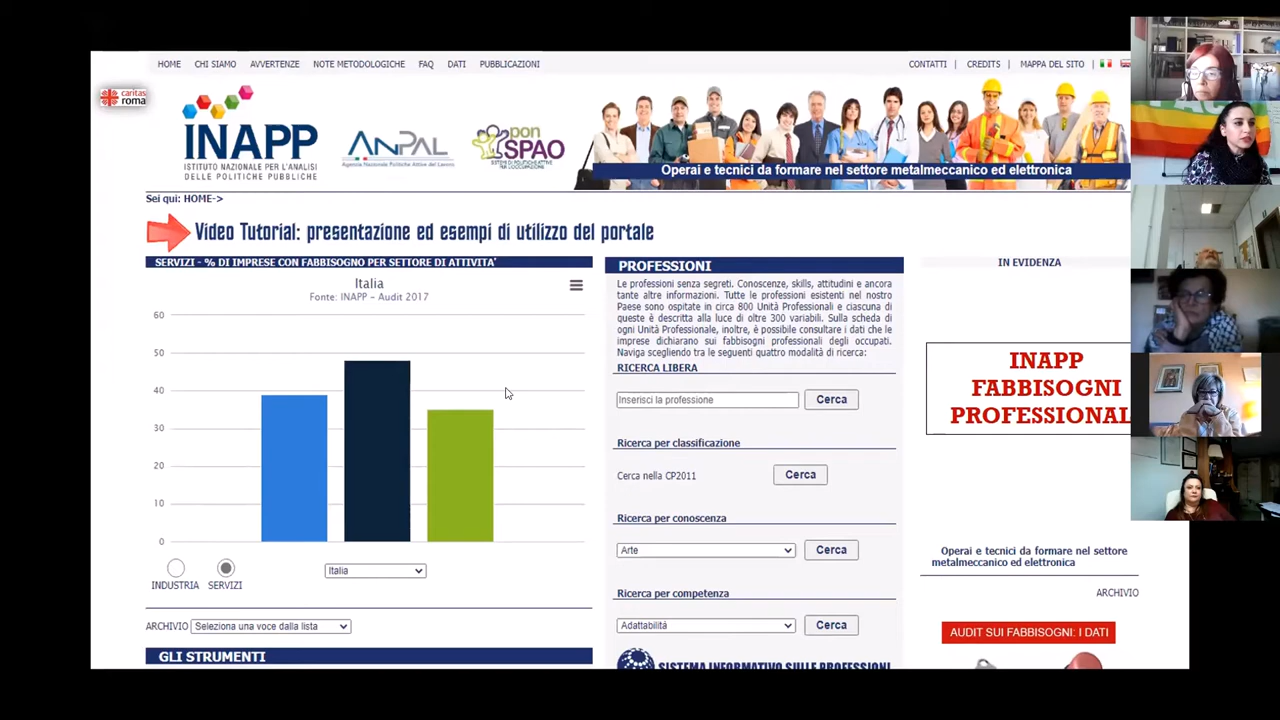 HOME CHI SIAMO AVVERTENZE NOTE METODOLOGICHE FAQ DATI PUBBLICAZIONI
CONTATTI | CREDITS | MAPPA DEL SITO
caritas
roma
INAPP
ISTITUTO NAZIONALE PER L'ANALISI
DELLE POLITICHE PUBBLICHE
ANPAL
Agenzia Nazionale Politiche Attive del Lavoro
pon
SPAO
SISTEMI DI POLITICHE ATTIVE
PER L'OCCUPAZIONE
Operai e tecnici da formare nel settore metalmeccanico ed elettronica
Sei qui: HOME->
Video Tutorial: presentazione ed esempi di utilizzo del portale
SERVIZI - % DI IMPRESE CON FABBISOGNO PER SETTORE DI ATTIVITA'
Italia
Fonte: INAPP – Audit 2017
60
50
40
30
20
10
0
INDUSTRIA
SERVIZI
Italia
ARCHIVIO Seleziona una voce dalla lista
GLI STRUMENTI
PROFESSIONI
Le professioni senza segreti. Conoscenze, skills, attitudini e ancora
tante altre informazioni. Tutte le professioni esistenti nel nostro
Paese sono ospitate in circa 800 Unità Professionali e ciascuna di
queste è descritta alla luce di oltre 300 variabili. Sulla scheda di
ogni Unità Professionale, inoltre, è possibile consultare i dati che le
imprese dichiarano sui fabbisogni professionali degli occupati.
Naviga scegliendo tra le seguenti quattro modalità di ricerca:
RICERCA LIBERA
Inserisci la professione Cerca
Ricerca per classificazione
Cerca nella CP2011 Cerca
Ricerca per conoscenza
Arte Cerca
Ricerca per competenza
Adattabilità Cerca
SISTEMA INFORMATIVO SULLE PROFESSIONI
IN EVIDENZA
INAPP
FABBISOGNI
PROFESSIONAL
Operai e tecnici da formare nel settore
metalmeccanico ed elettronica
ARCHIVIO
AUDIT SUI FABBISOGNI: I DATI